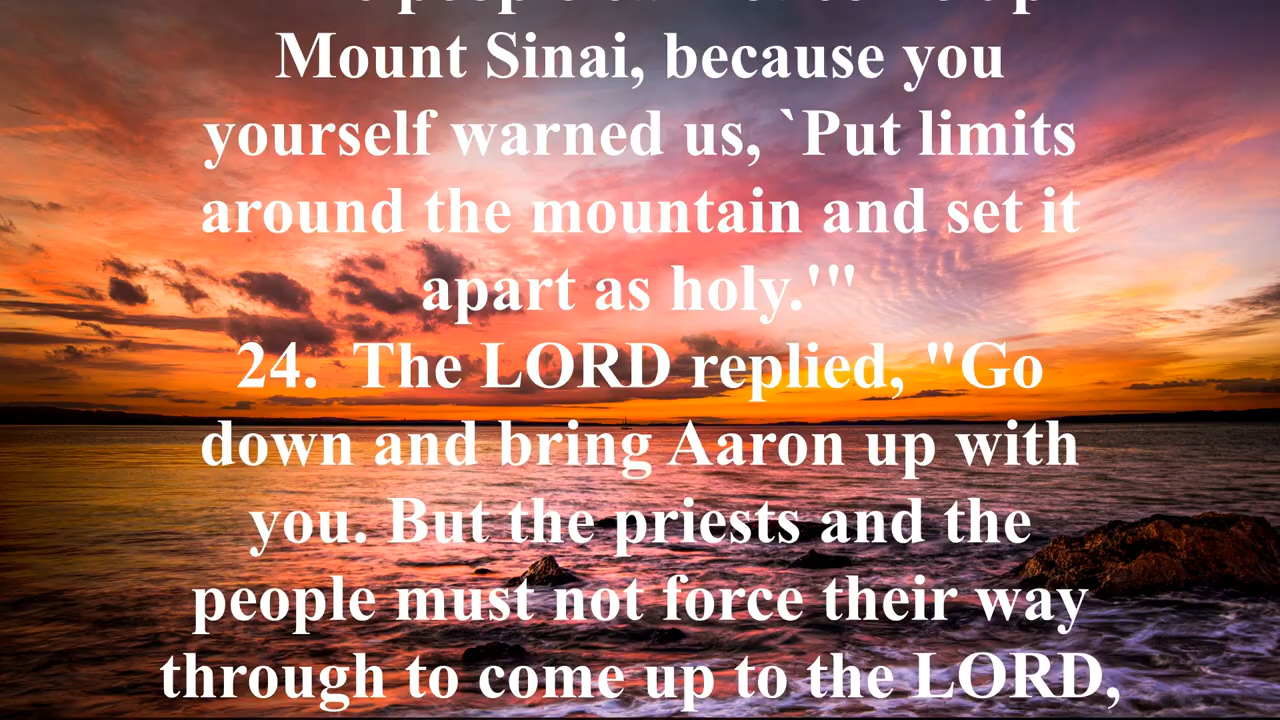 Mount Sinai, because you
yourself warned us, `Put limits
around the mountain and set it
apart as holy.'"
24.  The LORD replied, "Go
down and bring Aaron up with
you. But the priests and the
people must not force their way
through to come up to the LORD,